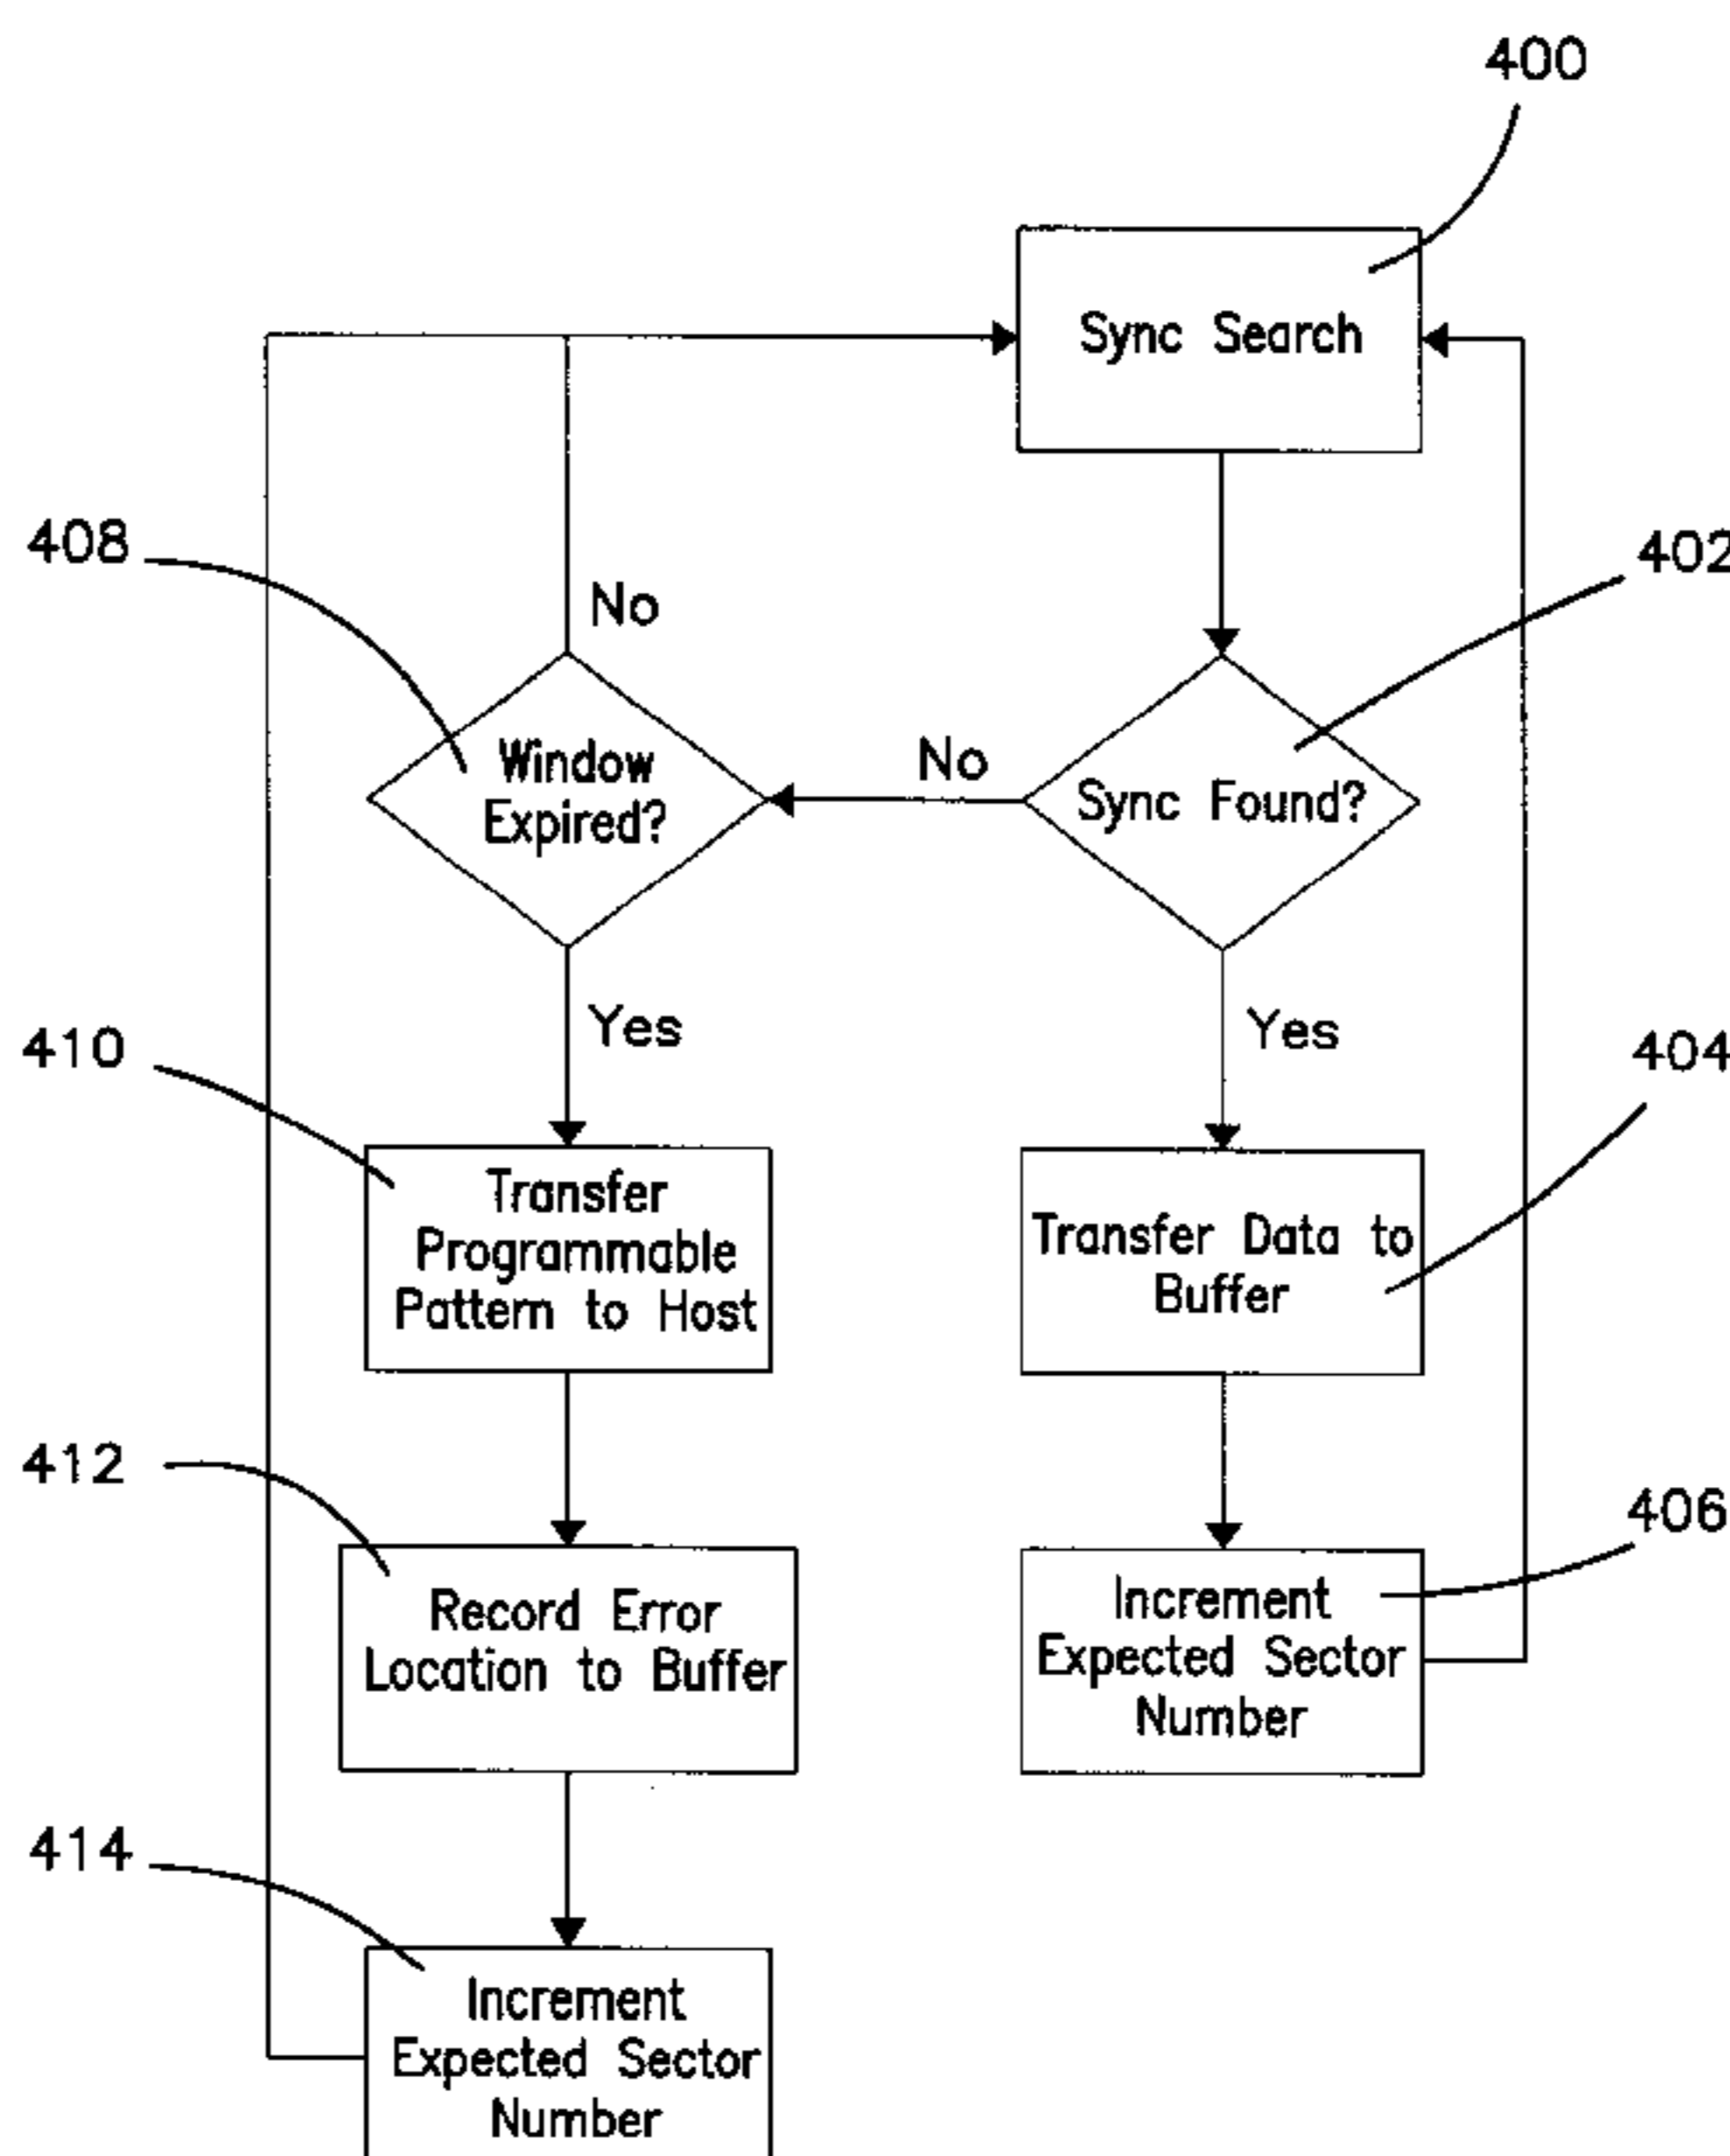 400
Sync Search
408
No
402
Window
Expired?
No
Sync Found?
Yes
Yes
410
404
Transfer
Programmable
Pattern to Host
Transfer Data to
Buffer
412
Record Error
Location to Buffer
406
Increment
Expected Sector
Number
414
Increment
Expected Sector
Number